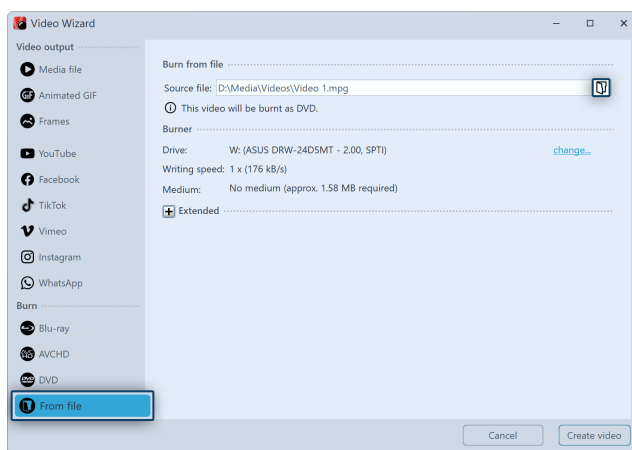 Video Wizard
Video output
Media file
GIF Animated GIF
Frames
YouTube
Facebook
TikTok
Vimeo
Instagram
WhatsApp
Burn
Blu-ray
AVCHD
DVD DVD
From file
Burn from file
Source file: D:\Media\Videos\Video 1.mpg
This video will be burnt as DVD.
Burner
Drive: W: (ASUS DRW-24D5MT - 2.00, SPTI) change...
Writing speed: 1 x (176 kB/s)
Medium: No medium (approx. 1.58 MB required)
Extended
Cancel Create video